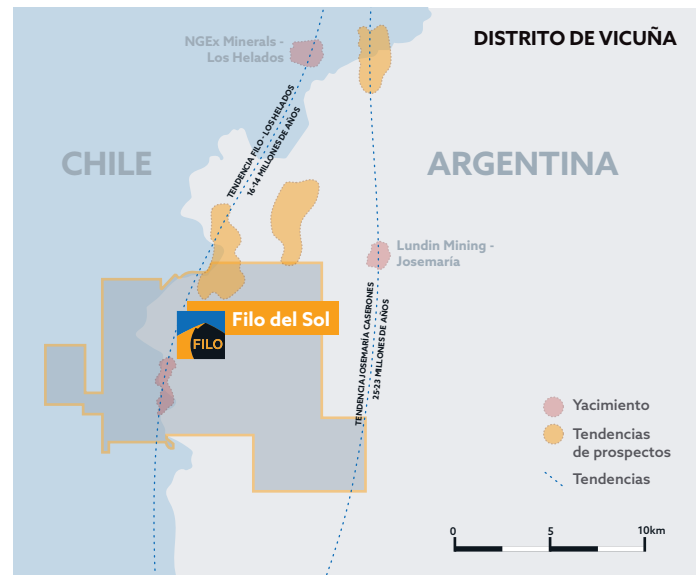 DISTRITO DE VICUÑA
NGEx Minerals -
Los Helados
TENDENCIA FILO - LOS HELADOS
16-14 MILLONES DE AÑOS
CHILE
ARGENTINA
Lundin Mining -
Josemaría
Filo del Sol
FILO
TENDENCIA JOSEMARÍA CASERONES
25-23 MILLONES DE AÑOS
Yacimiento
Tendencias
de prospectos
Tendencias
0 5 10km